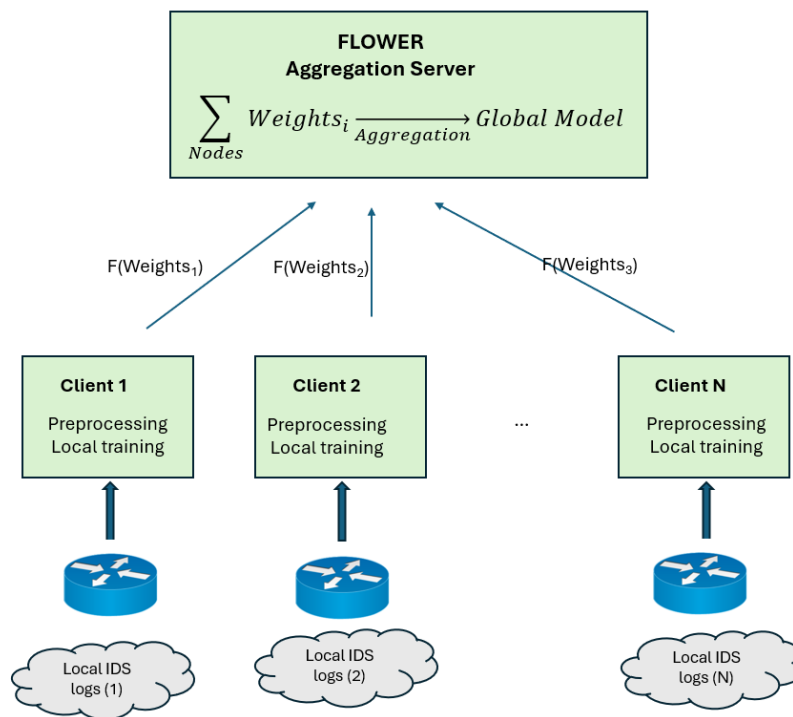 FLOWER
Aggregation Server
∑ Weightsᵢ → Global Model
Nodes
Aggregation
F(Weights₁)
F(Weights₂)
F(Weights₃)
Client 1
Preprocessing
Local training
Client 2
Preprocessing
Local training
...
Client N
Preprocessing
Local training
Local IDS
logs (1)
Local IDS
logs (2)
Local IDS
logs (N)